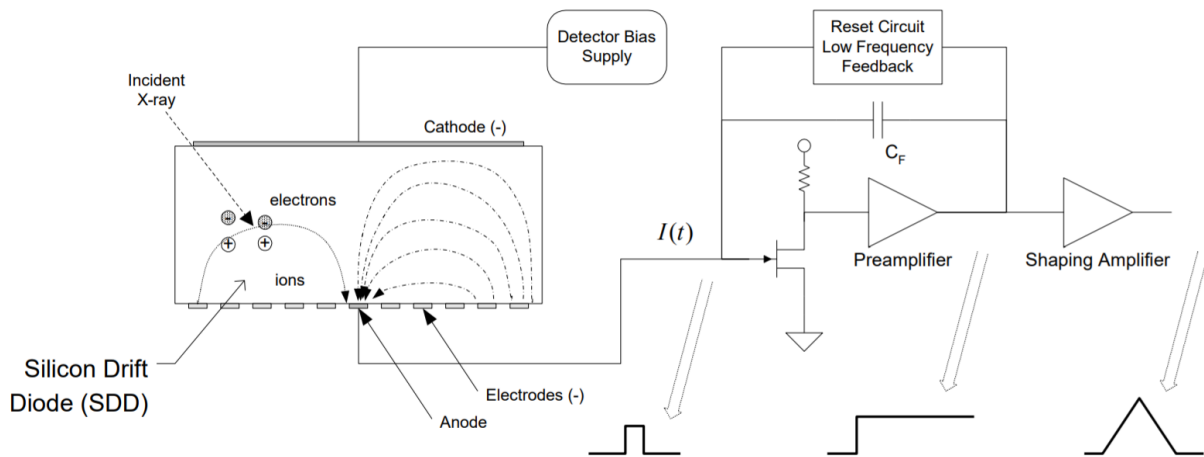 Detector Bias
Supply
Reset Circuit
Low Frequency
Feedback
Incident
X-ray
Cathode (-)
C_F
electrons
-
-
+
+
I(t)
Preamplifier
Shaping Amplifier
ions
Silicon Drift
Diode (SDD)
Electrodes (-)
Anode